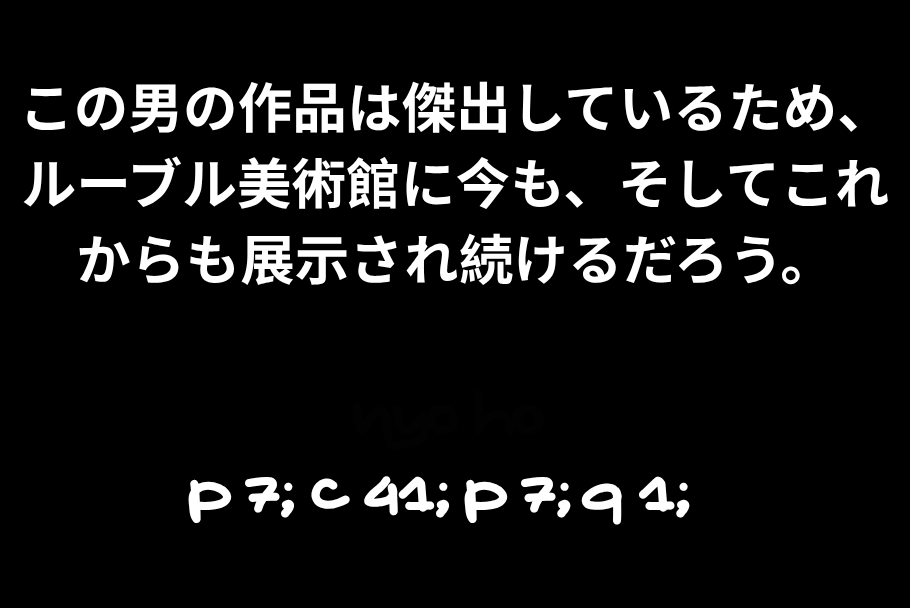 この男の作品は傑出しているため、
ルーブル美術館に今も、そしてこれ
からも展示され続けるだろう。
nyo ho
p 7; c 41; p 7; q 1;